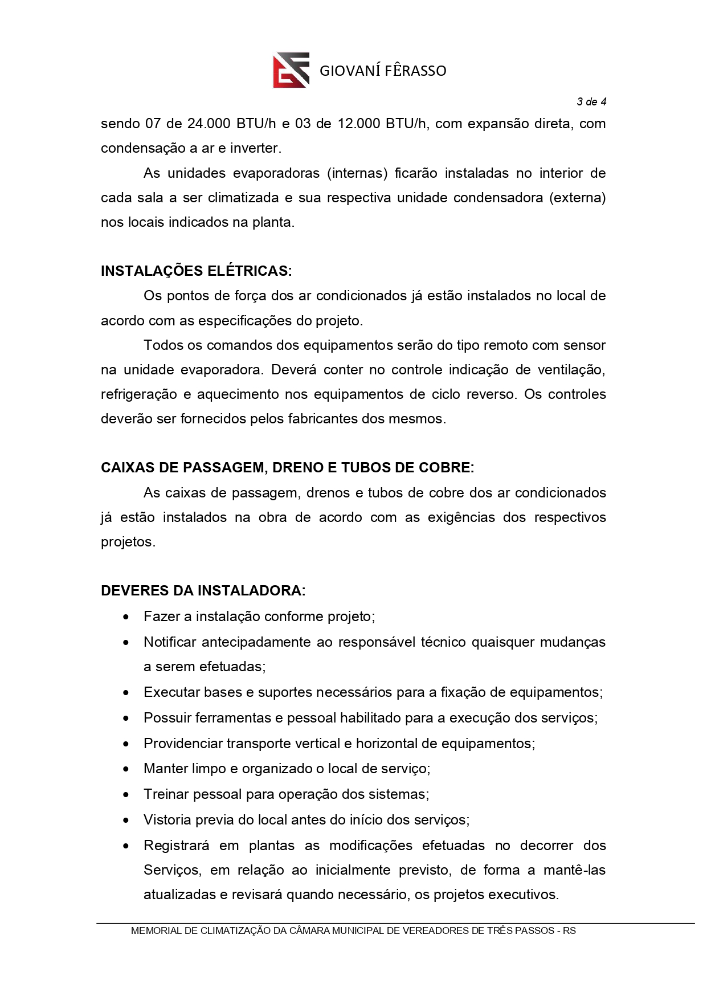 GIOVANÍ FÊRASSO
3 de 4
sendo 07 de 24.000 BTU/h e 03 de 12.000 BTU/h, com expansão direta, com
condensação a ar e inverter.
As unidades evaporadoras (internas) ficarão instaladas no interior de
cada sala a ser climatizada e sua respectiva unidade condensadora (externa)
nos locais indicados na planta.
INSTALAÇÕES ELÉTRICAS:
Os pontos de força dos ar condicionados já estão instalados no local de
acordo com as especificações do projeto.
Todos os comandos dos equipamentos serão do tipo remoto com sensor
na unidade evaporadora. Deverá conter no controle indicação de ventilação,
refrigeração e aquecimento nos equipamentos de ciclo reverso. Os controles
deverão ser fornecidos pelos fabricantes dos mesmos.
CAIXAS DE PASSAGEM, DRENO E TUBOS DE COBRE:
As caixas de passagem, drenos e tubos de cobre dos ar condicionados
já estão instalados na obra de acordo com as exigências dos respectivos
projetos.
DEVERES DA INSTALADORA:
• Fazer a instalação conforme projeto;
• Notificar antecipadamente ao responsável técnico quaisquer mudanças
a serem efetuadas;
• Executar bases e suportes necessários para a fixação de equipamentos;
• Possuir ferramentas e pessoal habilitado para a execução dos serviços;
• Providenciar transporte vertical e horizontal de equipamentos;
• Manter limpo e organizado o local de serviço;
• Treinar pessoal para operação dos sistemas;
• Vistoria previa do local antes do início dos serviços;
• Registrará em plantas as modificações efetuadas no decorrer dos
Serviços, em relação ao inicialmente previsto, de forma a mantê-las
atualizadas e revisará quando necessário, os projetos executivos.
MEMORIAL DE CLIMATIZAÇÃO DA CÂMARA MUNICIPAL DE VEREADORES DE TRÊS PASSOS - RS